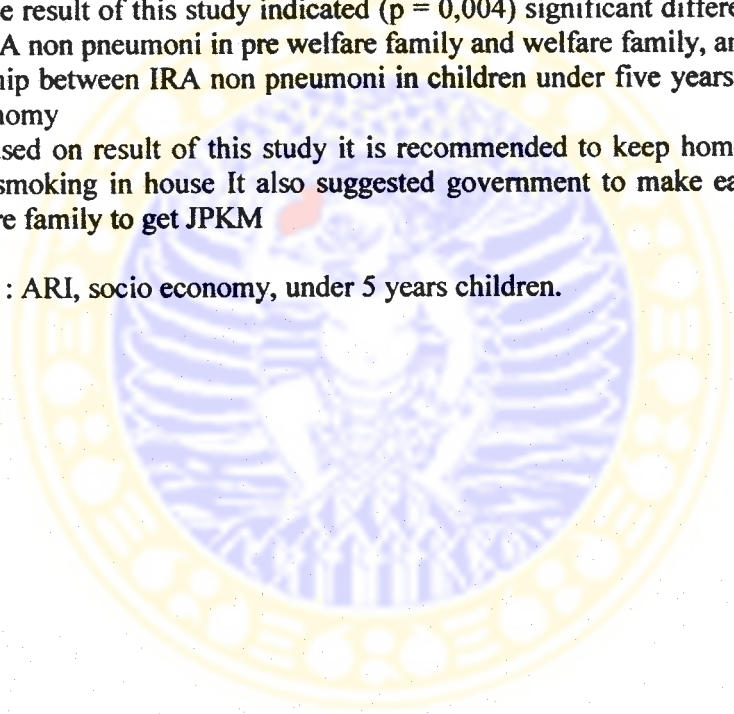 e result of this study indicated (p = 0,004) significant differe
A non pneumoni in pre welfare family and welfare family, an
ip between IRA non pneumoni in children under five years
nomy
sed on result of this study it is recommended to keep hom
smoking in house It also suggested government to make ea
re family to get JPKM
: ARI, socio economy, under 5 years children.